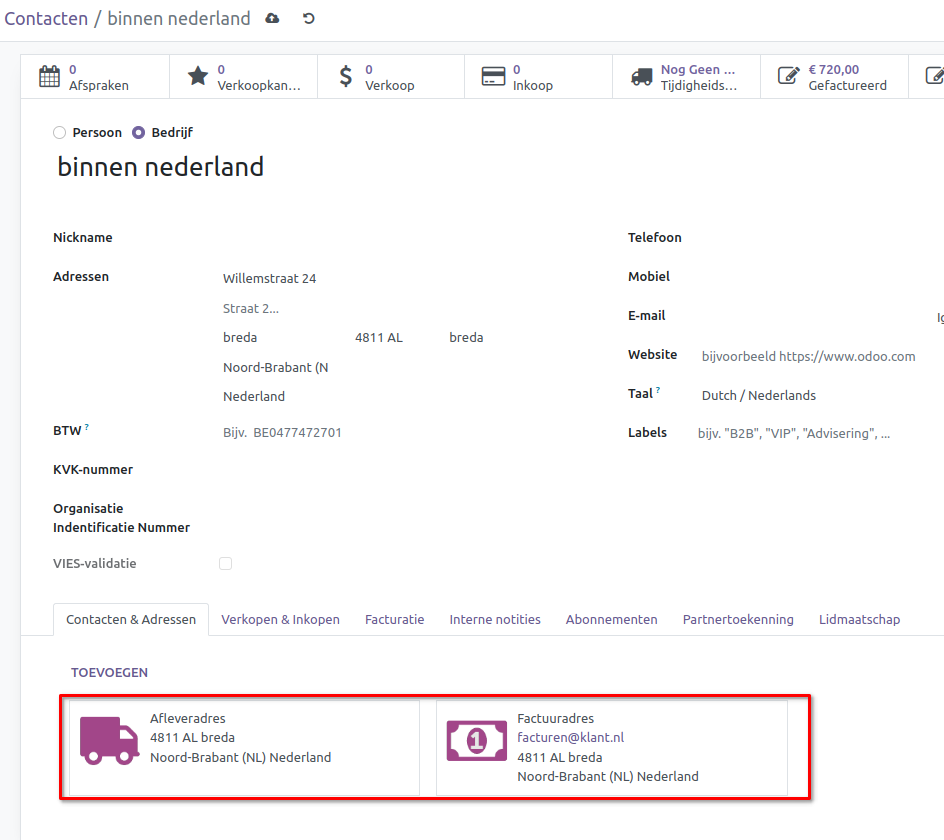 Contacten / binnen nederland
0
Afspraken
0
Verkoopkan...
$
0
Verkoop
0
Inkoop
Nog Geen ...
Tijdigheids...
€ 720,00
Gefactureerd
Persoon Bedrijf
binnen nederland
Nickname
Telefoon
Adressen
Willemstraat 24
Mobiel
Straat 2...
E-mail
breda 4811 AL breda
Website bijvoorbeeld https://www.odoo.com
Noord-Brabant (N
Taal ? Dutch / Nederlands
Nederland
BTW ? Bijv. BE0477472701
Labels bijv. "B2B", "VIP", "Advisering", ...
KVK-nummer
Organisatie
Indentificatie Nummer
VIES-validatie
Contacten & Adressen Verkopen & Inkopen Facturatie Interne notities Abonnementen Partnertoekenning Lidmaatschap
TOEVOEGEN
Afleveradres
4811 AL breda
Noord-Brabant (NL) Nederland
1
Factuuradres
facturen@klant.nl
4811 AL breda
Noord-Brabant (NL) Nederland